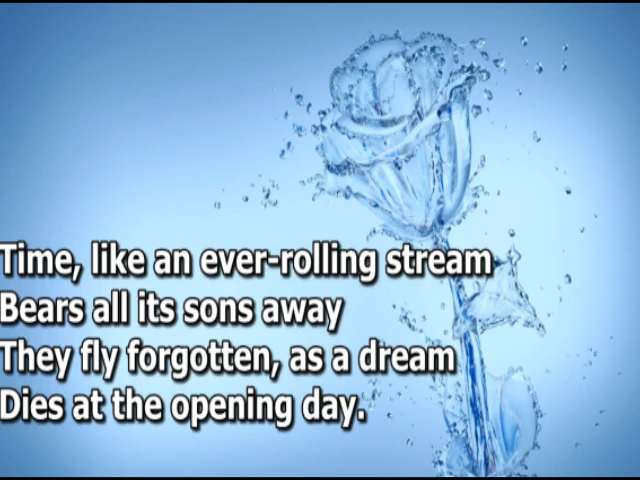 Time, like an ever-rolling stream
Bears all its sons away
They fly forgotten, as a dream
Dies at the opening day.